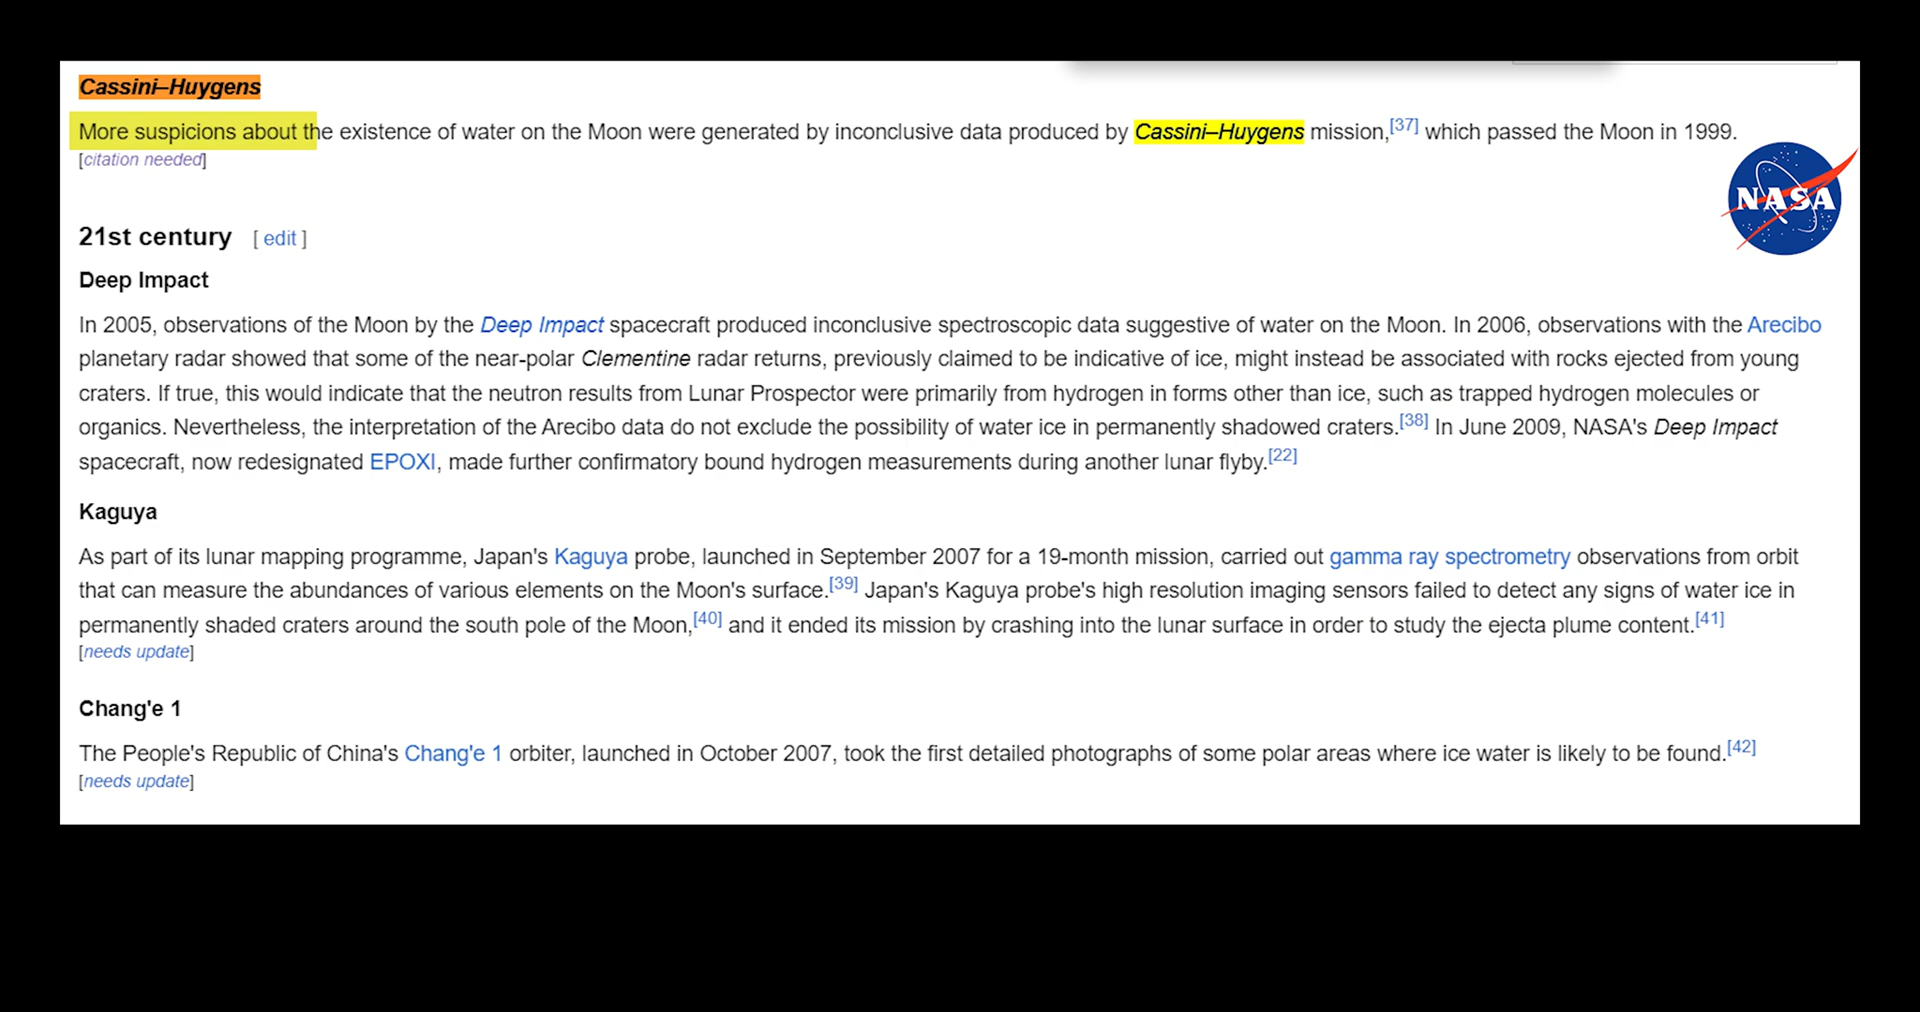 Cassini–Huygens
More suspicions about the existence of water on the Moon were generated by inconclusive data produced by Cassini–Huygens mission,[37] which passed the Moon in 1999.
[citation needed]
NASA
21st century [ edit ]
Deep Impact
In 2005, observations of the Moon by the Deep Impact spacecraft produced inconclusive spectroscopic data suggestive of water on the Moon. In 2006, observations with the Arecibo
planetary radar showed that some of the near-polar Clementine radar returns, previously claimed to be indicative of ice, might instead be associated with rocks ejected from young
craters. If true, this would indicate that the neutron results from Lunar Prospector were primarily from hydrogen in forms other than ice, such as trapped hydrogen molecules or
organics. Nevertheless, the interpretation of the Arecibo data do not exclude the possibility of water ice in permanently shadowed craters.[38] In June 2009, NASA's Deep Impact
spacecraft, now redesignated EPOXI, made further confirmatory bound hydrogen measurements during another lunar flyby.[22]
Kaguya
As part of its lunar mapping programme, Japan's Kaguya probe, launched in September 2007 for a 19-month mission, carried out gamma ray spectrometry observations from orbit
that can measure the abundances of various elements on the Moon's surface.[39] Japan's Kaguya probe's high resolution imaging sensors failed to detect any signs of water ice in
permanently shaded craters around the south pole of the Moon,[40] and it ended its mission by crashing into the lunar surface in order to study the ejecta plume content.[41]
[needs update]
Chang'e 1
The People's Republic of China's Chang'e 1 orbiter, launched in October 2007, took the first detailed photographs of some polar areas where ice water is likely to be found.[42]
[needs update]